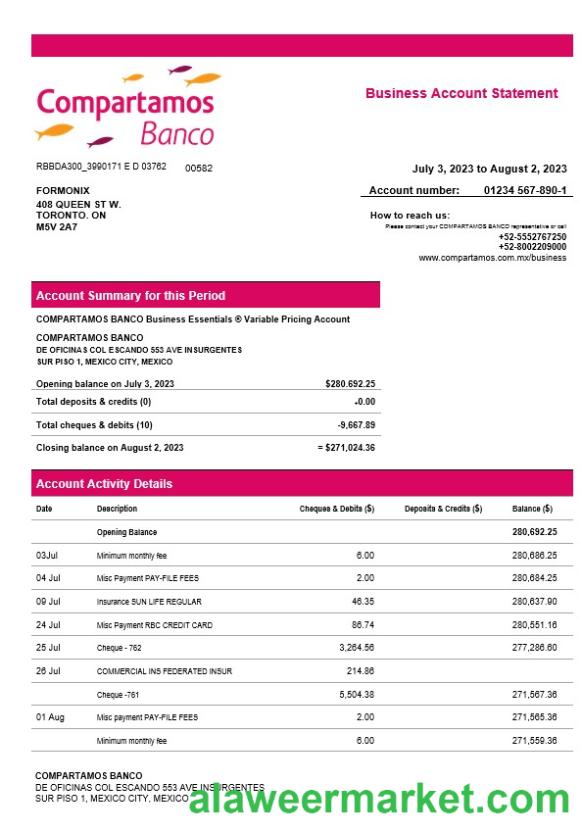 Compartamos
Banco
Business Account Statement
RBBDA300_3990171 E D 03762 00582
July 3, 2023 to August 2, 2023
FORMONIX
408 QUEEN ST W.
TORONTO. ON
M5V 2A7
Account number: 01234 567-890-1
How to reach us:
Please contact your COMPARTAMOS BANCO representative or call
+52-5552767250
+52-8002209000
www.compartamos.com.mx/business
Account Summary for this Period
COMPARTAMOS BANCO Business Essentials ® Variable Pricing Account
COMPARTAMOS BANCO
DE OFICINAS COL ESCANDO 553 AVE INSURGENTES
SUR PISO 1, MEXICO CITY, MEXICO
Opening balance on July 3, 2023 $280.692.25
Total deposits & credits (0) +0.00
Total cheques & debits (10) -9,667.89
Closing balance on August 2, 2023 = $271,024.36
Account Activity Details
Date Description Cheques & Debits ($) Deposits & Credits ($) Balance ($)
Opening Balance 280,692.25
03Jul Minimum monthly fee 6.00 280,686.25
04 Jul Misc Payment PAY-FILE FEES 2.00 280,684.25
09 Jul Insurance SUN LIFE REGULAR 46.35 280,637.90
24 Jul Misc Payment RBC CREDIT CARD 86.74 280,551.16
25 Jul Cheque - 762 3,264.56 277,286.60
26 Jul COMMERCIAL INS FEDERATED INSUR 214.86
Cheque -761 5,504.38 271,567.36
01 Aug Misc payment PAY-FILE FEES 2.00 271,565.36
Minimum monthly fee 6.00 271,559.36
COMPARTAMOS BANCO
DE OFICINAS COL ESCANDO 553 AVE INSURGENTES
SUR PISO 1, MEXICO CITY, MEXICO
alaweermarket.com